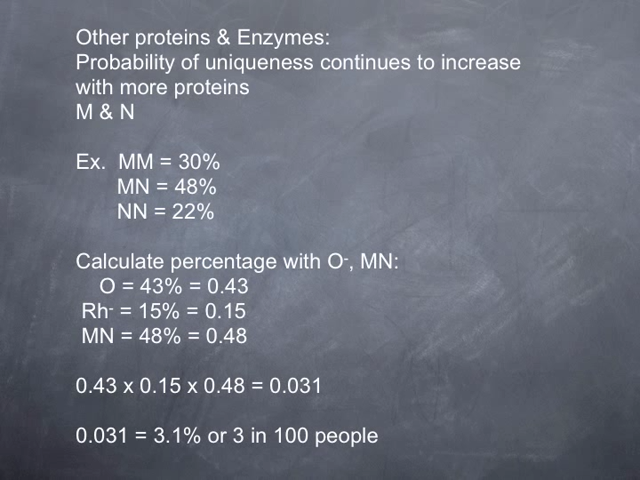 Other proteins & Enzymes:
Probability of uniqueness continues to increase
with more proteins
M & N
Ex. MM = 30%
MN = 48%
NN = 22%
Calculate percentage with O⁻, MN:
O = 43% = 0.43
Rh⁻ = 15% = 0.15
MN = 48% = 0.48
0.43 x 0.15 x 0.48 = 0.031
0.031 = 3.1% or 3 in 100 people